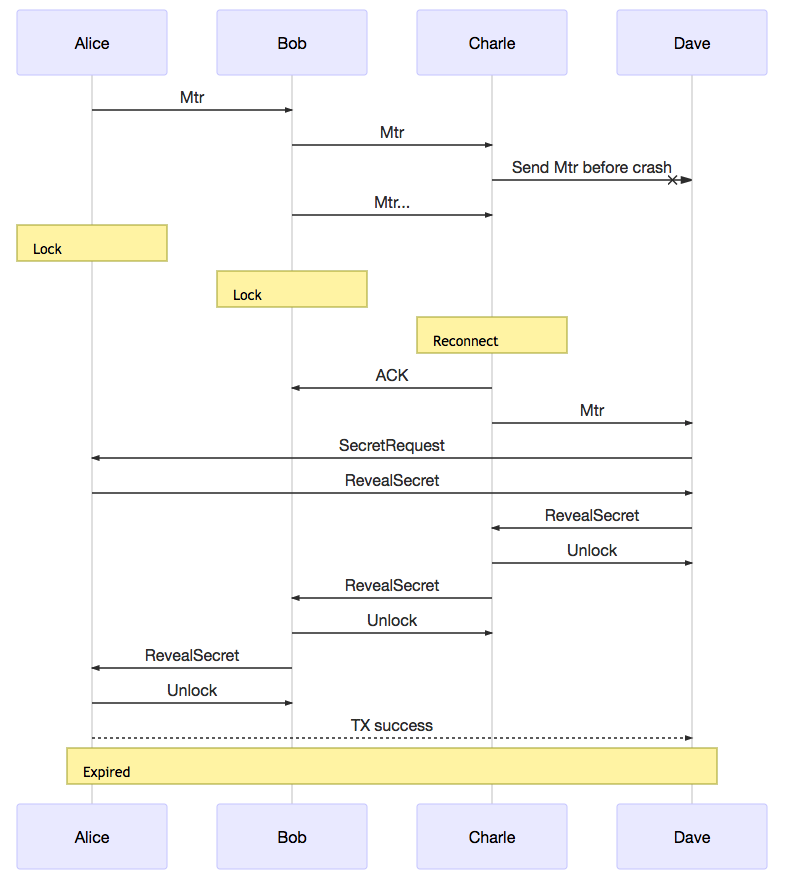 Alice
Bob
Charle
Dave
Mtr
Mtr
Send Mtr before crash
Mtr...
Lock
Lock
Reconnect
ACK
Mtr
SecretRequest
RevealSecret
RevealSecret
Unlock
RevealSecret
Unlock
RevealSecret
Unlock
TX success
Expired
Alice
Bob
Charle
Dave